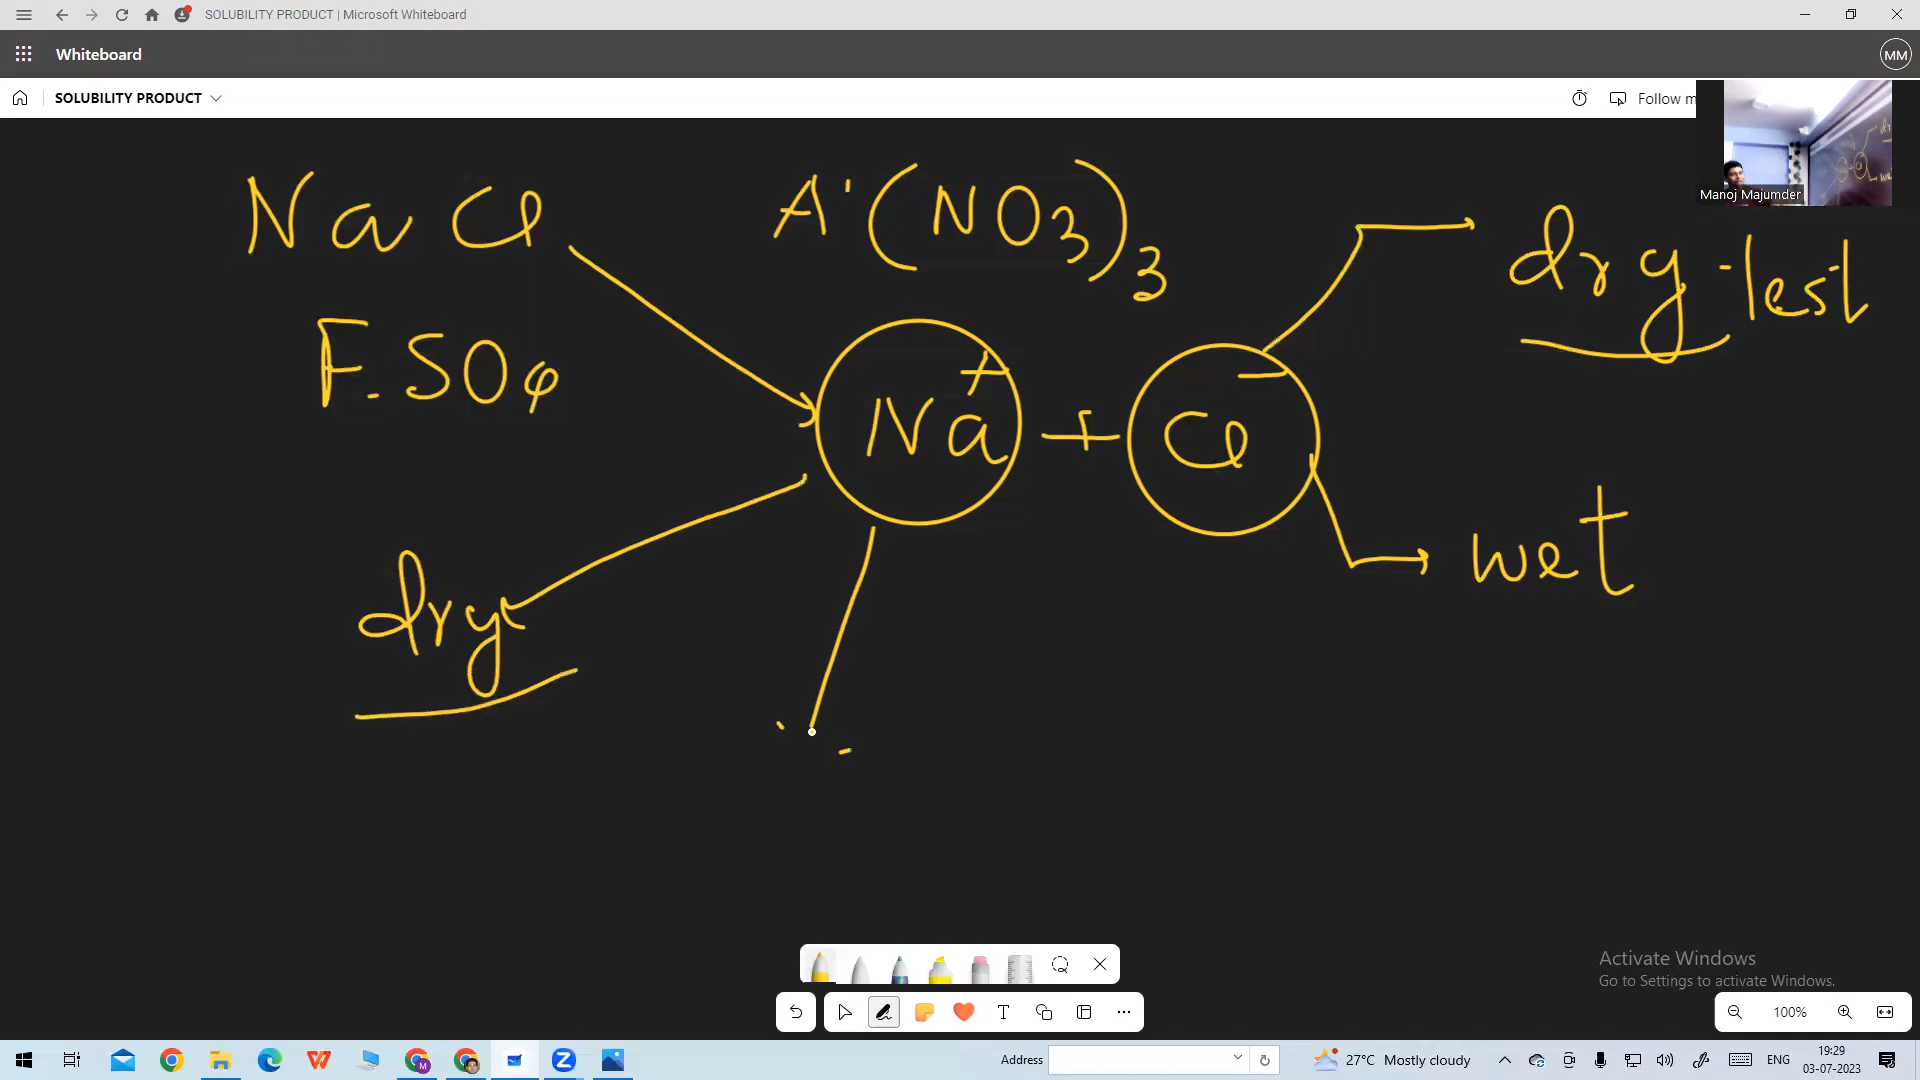 SOLUBILITY PRODUCT | Microsoft Whiteboard
Whiteboard
MM
SOLUBILITY PRODUCT
Follow m
Manoj Majumder
NaCl
A'(NO3)3
dry test
F.SO4
Na+ + Cl-
dry
wet
Activate Windows
Go to Settings to activate Windows.
100%
Address
27°C Mostly cloudy
ENG
19:29
03-07-2023